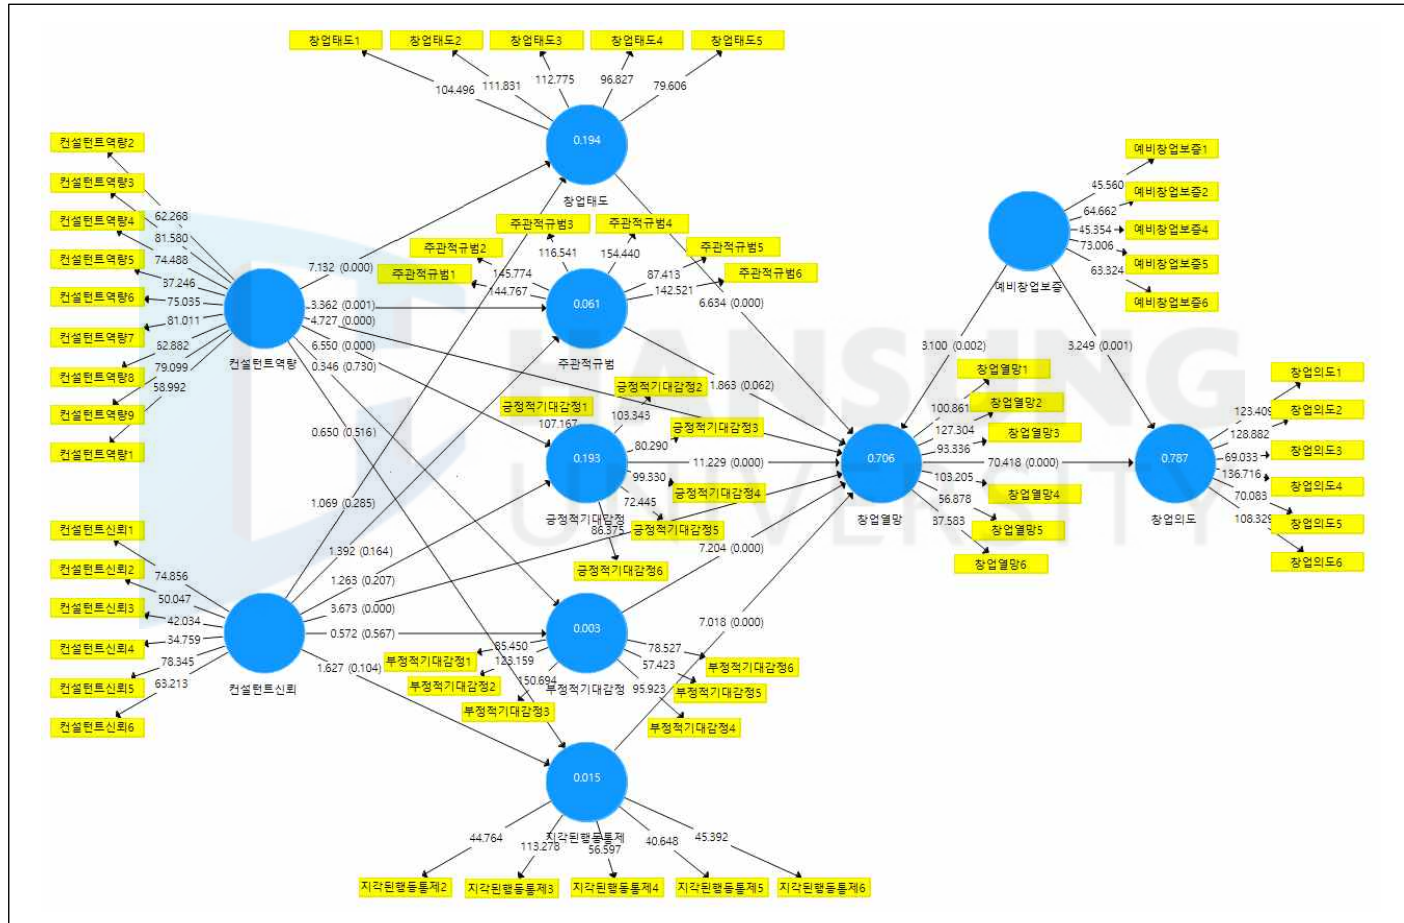 창업태도1
창업태도2
창업태도3
창업태도4
창업태도5
104.496
111.831
112.775
96.827
79.606
0.194
창업태도
컨설턴트역량2
컨설턴트역량3
컨설턴트역량4
컨설턴트역량5
컨설턴트역량6
컨설턴트역량7
컨설턴트역량8
컨설턴트역량9
컨설턴트역량1
62.268
81.580
74.488
75.035
81.011
79.099
58.992
컨설턴트역량
7.132 (0.000)
3.362 (0.001)
4.727 (0.000)
6.550 (0.000)
0.346 (0.730)
0.650 (0.516)
주관적규범3
주관적규범4
주관적규범2
주관적규범5
주관적규범1
주관적규범6
116.541
154.440
145.774
87.413
144.767
142.521
0.061
주관적규범
6.634 (0.000)
1.863 (0.062)
예비창업보증1
예비창업보증2
예비창업보증4
예비창업보증5
예비창업보증6
45.560
64.662
45.354
73.006
63.324
예비창업보증
3.100 (0.002)
3.249 (0.001)
긍정적기대감정2
긍정적기대감정1
긍정적기대감정3
긍정적기대감정4
긍정적기대감정5
긍정적기대감정6
103.343
107.167
80.290
99.330
72.445
86.375
0.193
긍정적기대감정
11.229 (0.000)
창업열망1
창업열망2
창업열망3
창업열망4
창업열망5
창업열망6
100.861
127.304
93.336
103.205
56.878
0.706
창업열망
70.418 (0.000)
창업의도1
창업의도2
창업의도3
창업의도4
창업의도5
창업의도6
123.409
128.882
69.033
136.716
70.083
108.329
0.787
창업의도
HANSUNG
UNIVERSITY
컨설턴트신뢰1
컨설턴트신뢰2
컨설턴트신뢰3
컨설턴트신뢰4
컨설턴트신뢰5
컨설턴트신뢰6
74.856
50.047
42.034
34.759
78.345
63.213
컨설턴트신뢰
1.069 (0.285)
1.392 (0.164)
1.263 (0.207)
3.673 (0.000)
0.572 (0.567)
1.627 (0.104)
7.204 (0.000)
7.018 (0.000)
0.003
부정적기대감정
부정적기대감정1
부정적기대감정2
부정적기대감정3
부정적기대감정6
부정적기대감정5
부정적기대감정4
123.159
150.694
78.527
57.423
95.923
0.015
지각된행동통제
44.764
113.278
56.597
40.648
45.392
지각된행동통제2
지각된행동통제3
지각된행동통제4
지각된행동통제5
지각된행동통제6